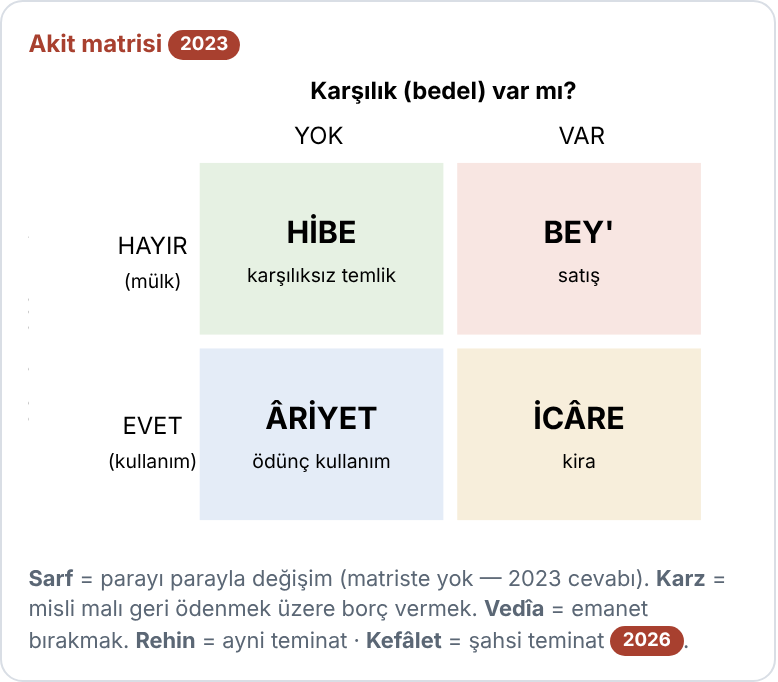 Akit matrisi 2023
Karşılık (bedel) var mı?
YOK VAR
HAYIR
(mülk)
HİBE
karşılıksız temlik
BEY'
satış
EVET
(kullanım)
ÂRİYET
ödünç kullanım
İCÂRE
kira
Sarf = parayı parayla değişim (matriste yok — 2023 cevabı). Karz =
misli malı geri ödenmek üzere borç vermek. Vedîa = emanet
bırakmak. Rehin = ayni teminat · Kefâlet = şahsi teminat 2026.